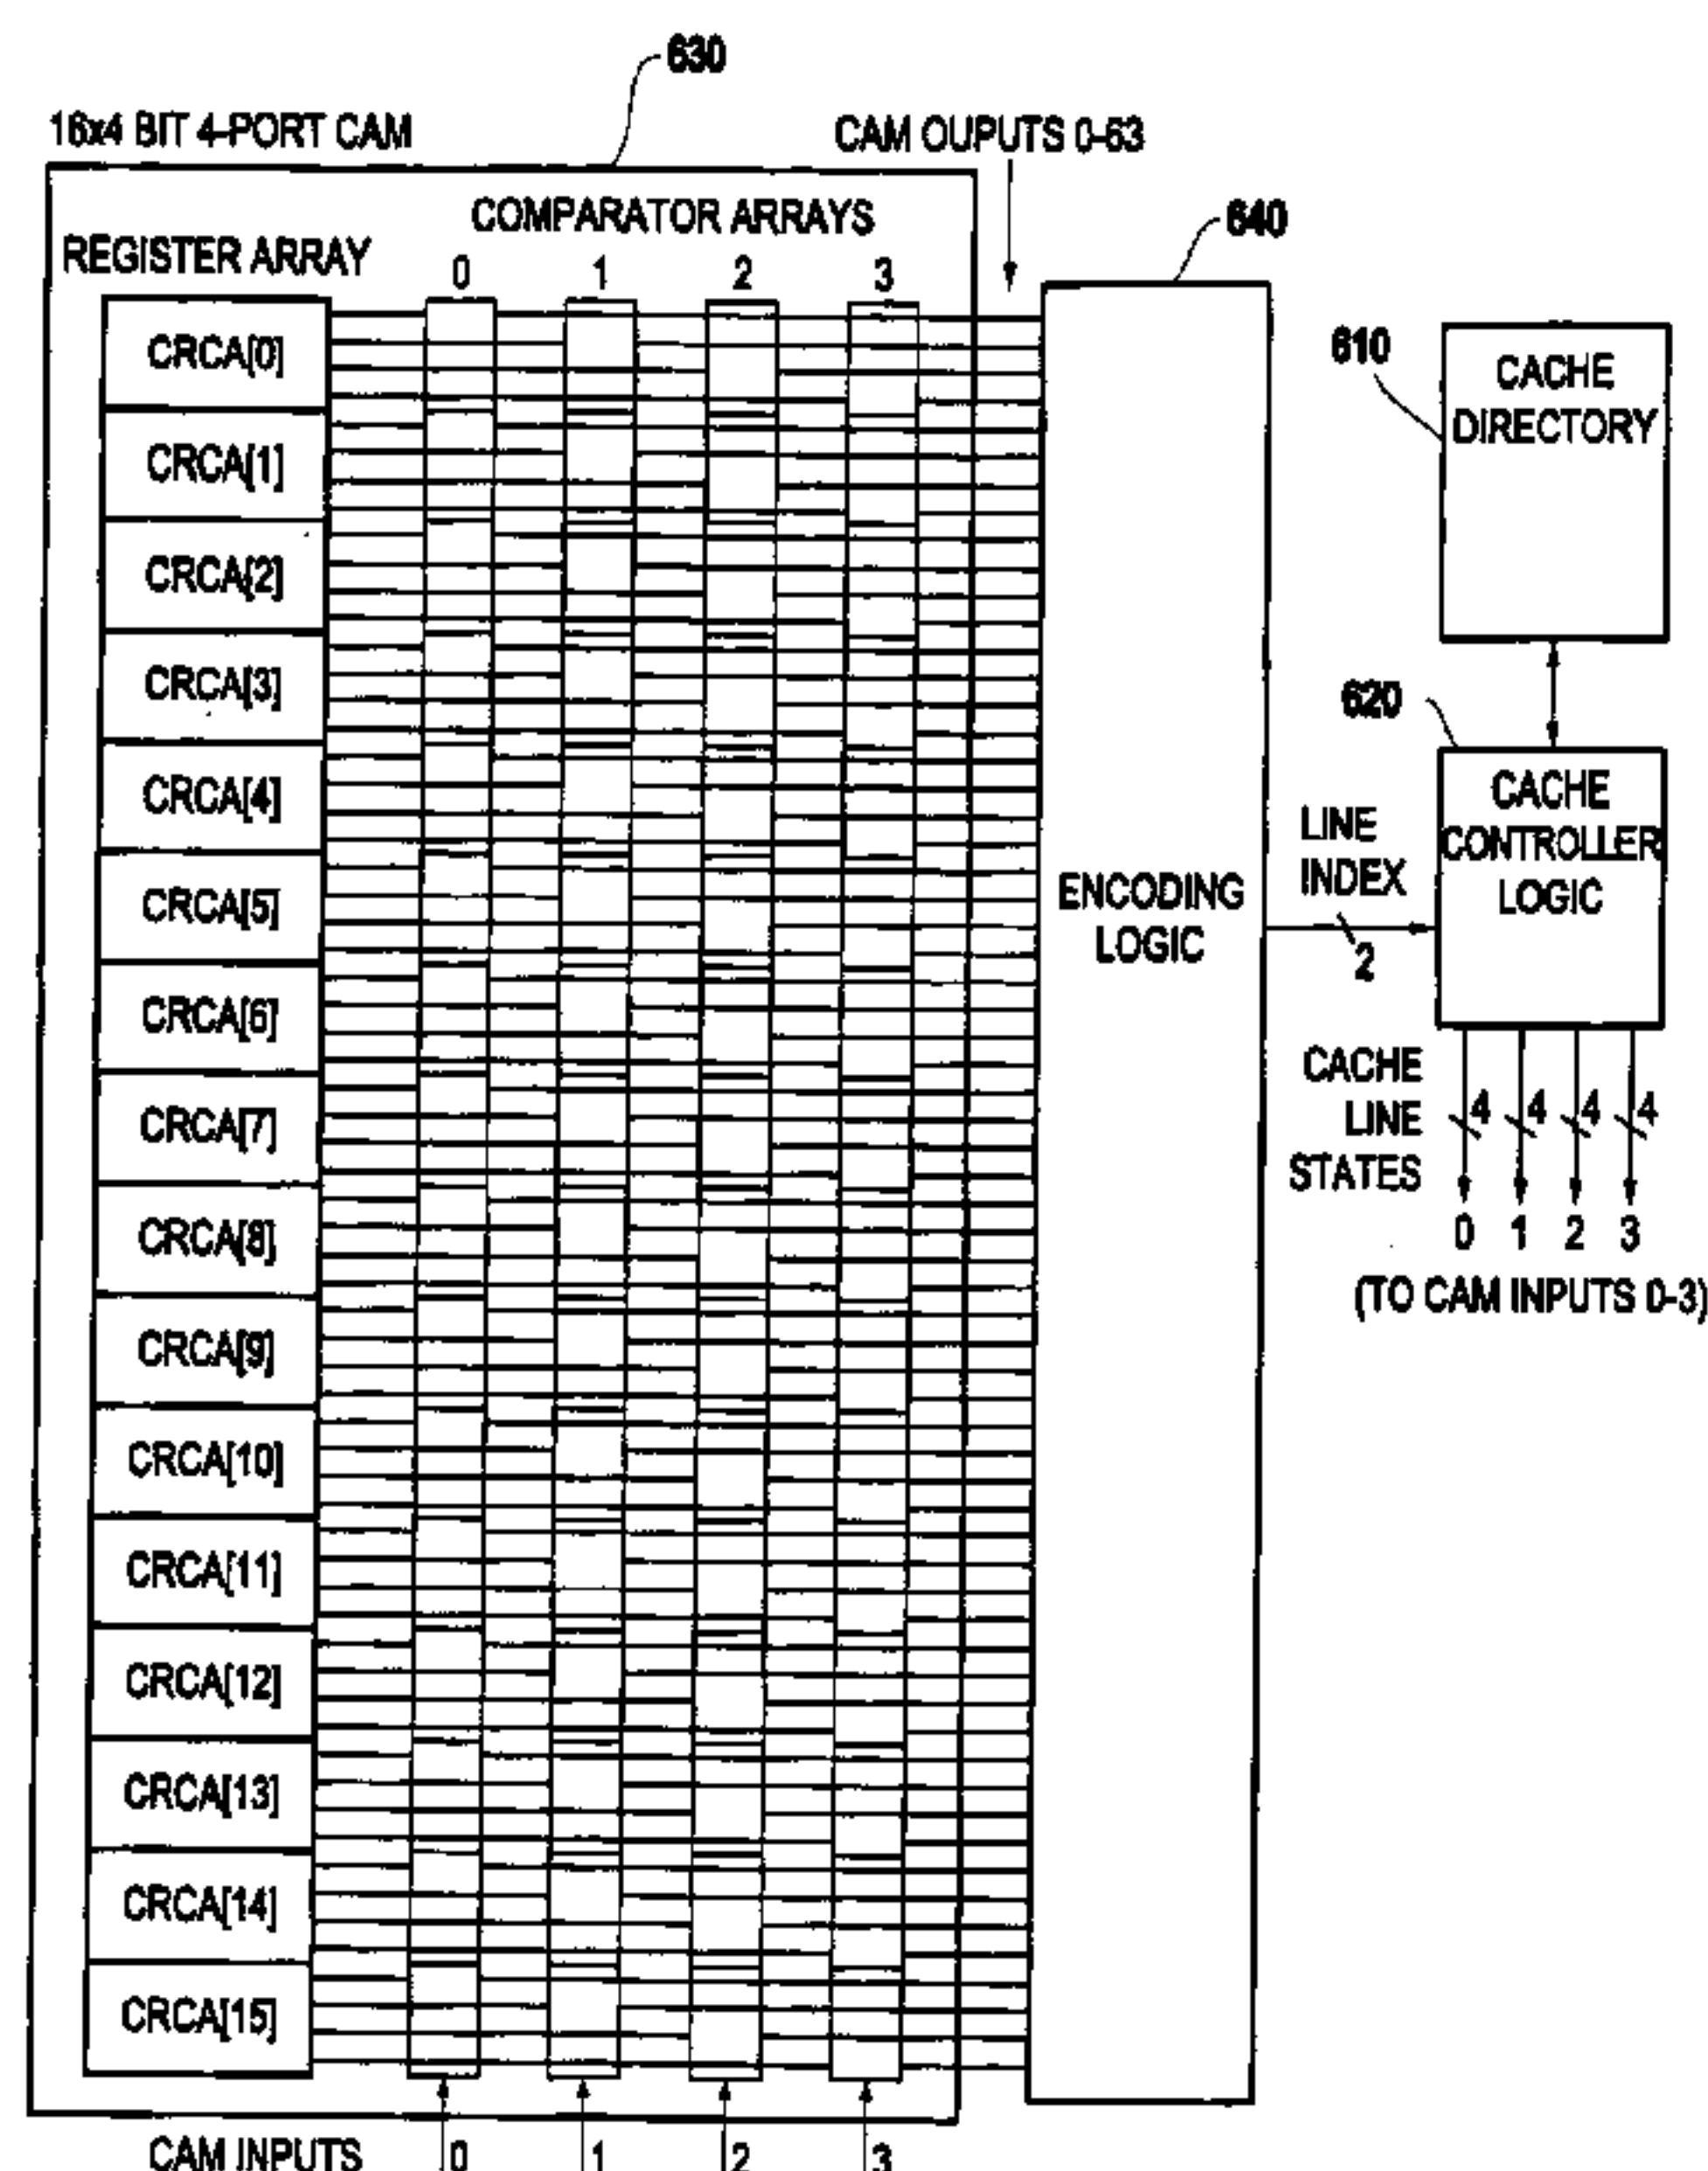 630
16x4 BIT 4-PORT CAM
CAM OUPUTS 0-63
COMPARATOR ARRAYS
640
REGISTER ARRAY
0 1 2 3
CRCA[0]
CRCA[1]
CRCA[2]
CRCA[3]
CRCA[4]
CRCA[5]
CRCA[6]
CRCA[7]
CRCA[8]
CRCA[9]
CRCA[10]
CRCA[11]
CRCA[12]
CRCA[13]
CRCA[14]
CRCA[15]
CAM INPUTS 0 1 2 3
ENCODING
LOGIC
610
CACHE
DIRECTORY
620
CACHE
CONTROLLER
LOGIC
LINE
INDEX
2
CACHE
LINE
STATES
4 4 4 4
0 1 2 3
(TO CAM INPUTS 0-3)